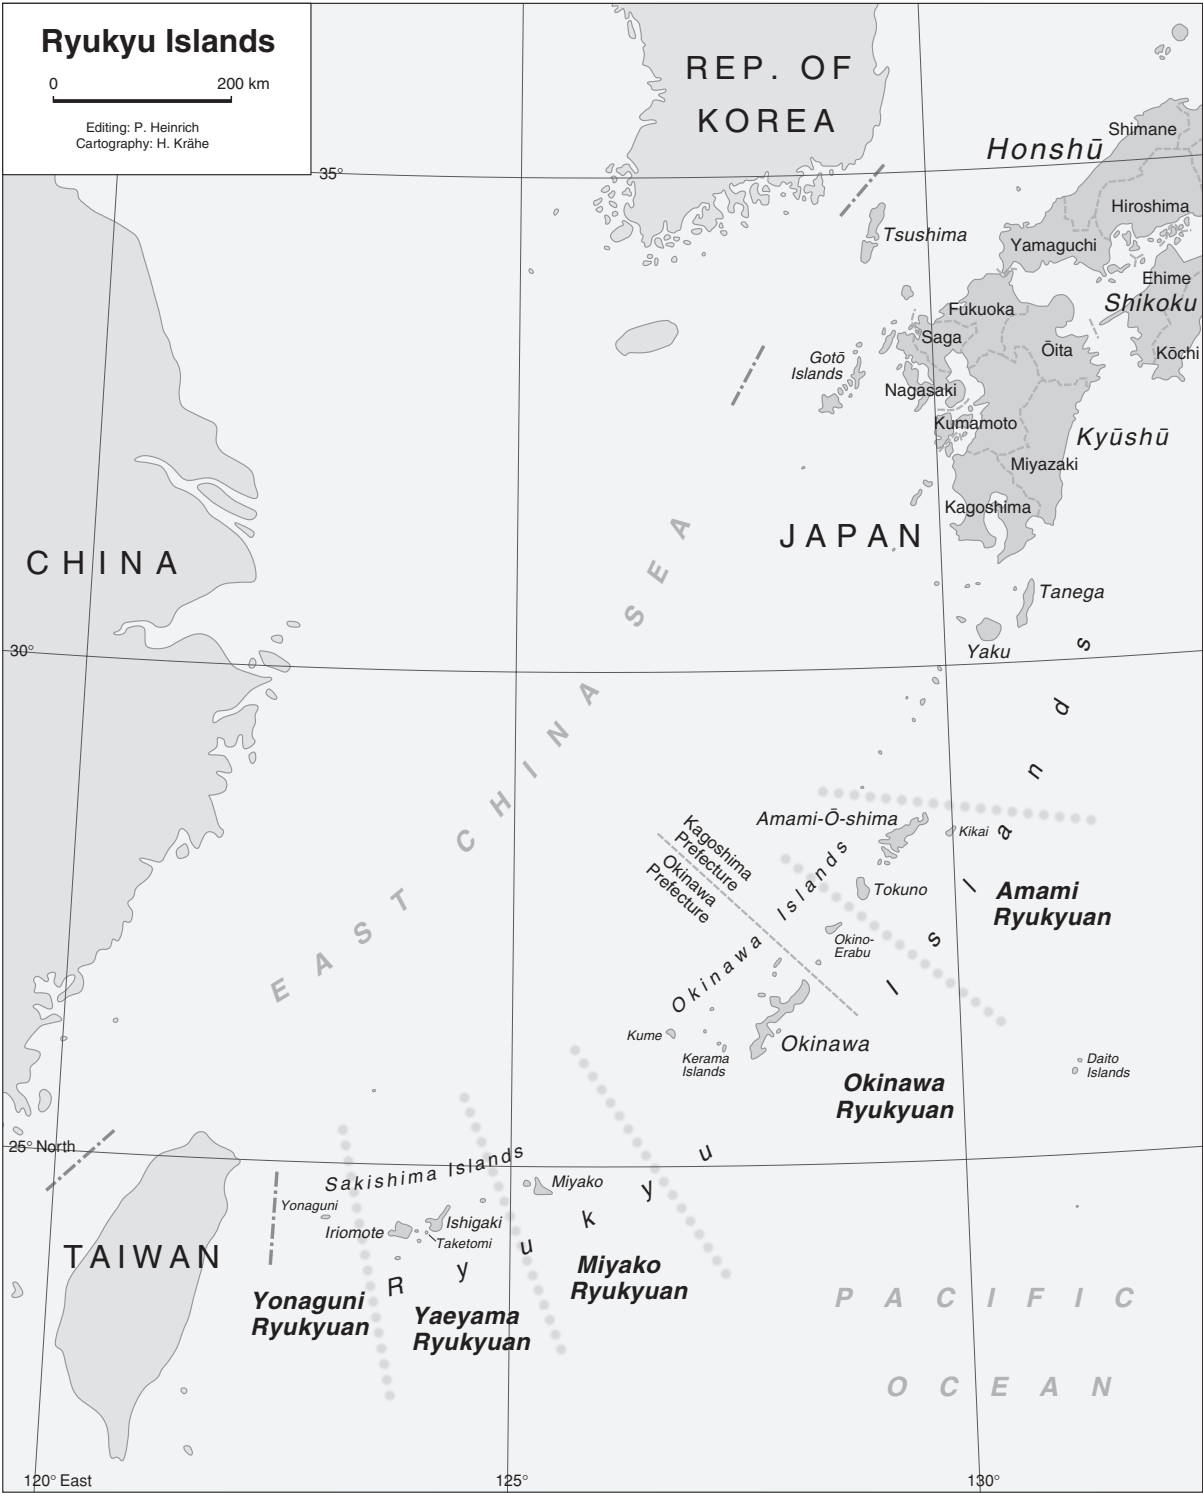 Ryukyu Islands
0 200 km
Editing: P. Heinrich
Cartography: H. Krähe
REP. OF
KOREA
35°
Honshū
Shimane
Hiroshima
Yamaguchi
Tsushima
Ehime
Shikoku
Kōchi
Fukuoka
Saga
Ōita
Gotō
Islands
Nagasaki
Kumamoto
Kyūshū
Miyazaki
Kagoshima
JAPAN
CHINA
EAST CHINA SEA
Tanega
Yaku
30°
Ryukyu Islands
Amami-Ō-shima
Kikai
Kagoshima
Prefecture
Okinawa
Prefecture
Tokuno
Amami
Ryukyuan
Okino-
Erabu
Okinawa Islands
Kume
Kerama
Islands
Okinawa
Daito
Islands
Okinawa
Ryukyuan
25° North
Sakishima Islands
Miyako
Yonaguni
Iriomote
Ishigaki
Taketomi
TAIWAN
Miyako
Ryukyuan
Yonaguni
Ryukyuan
Yaeyama
Ryukyuan
PACIFIC
OCEAN
120° East
125°
130°